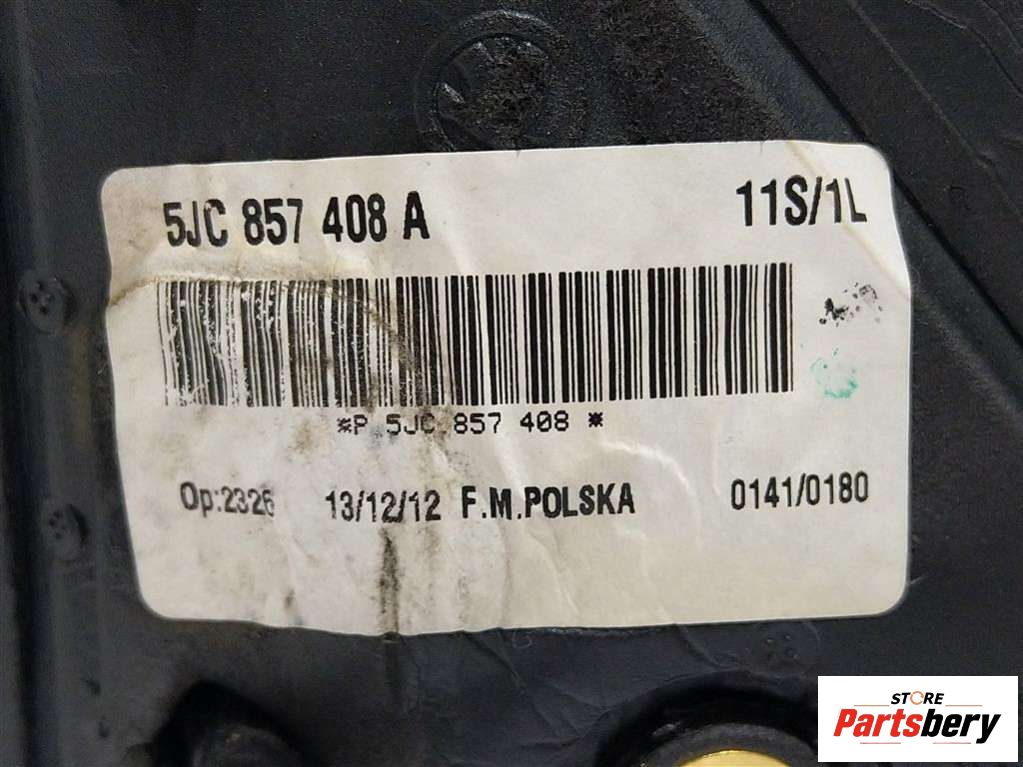 5JC 857 408 A
11S/1L
*P 5JC 857 408 *
Op:2326 13/12/12 F.M.POLSKA 0141/0180
STORE
Partsbery